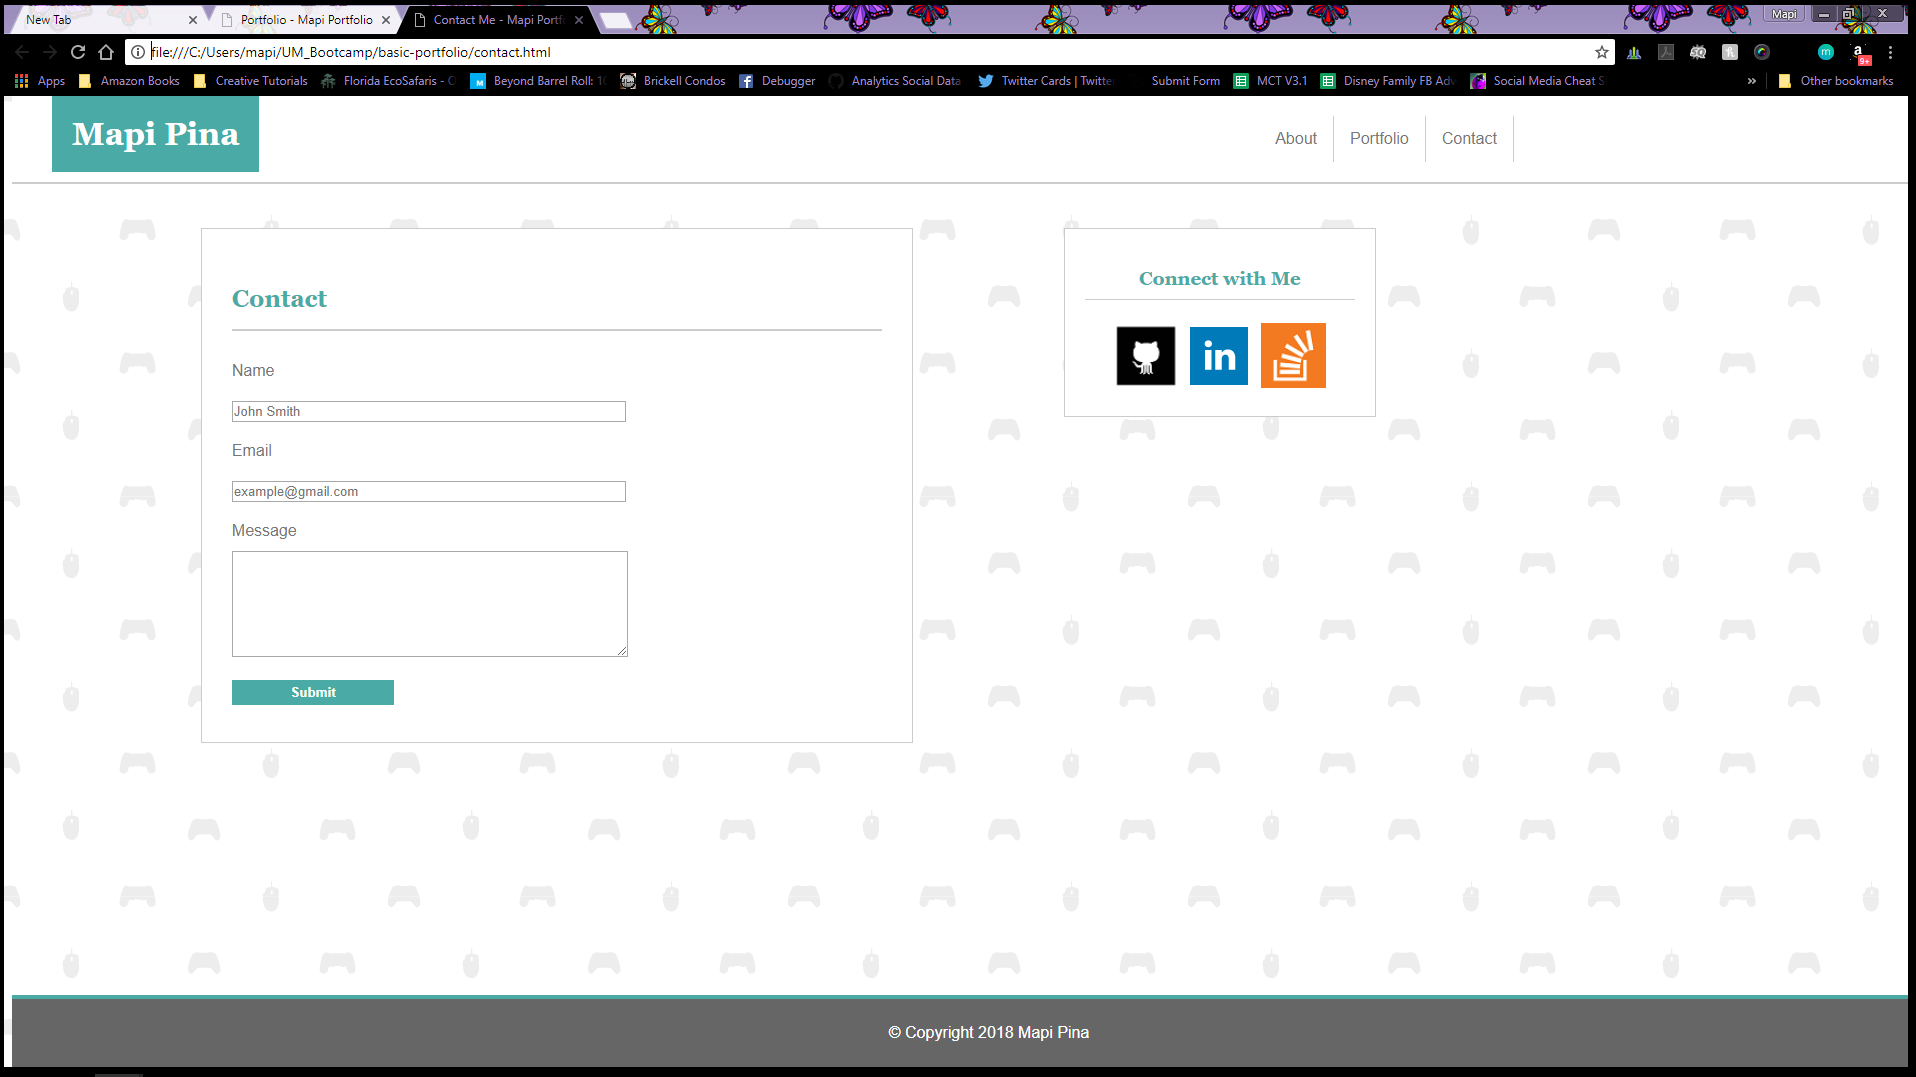 New Tab
Portfolio - Mapi Portfolio
Contact Me - Mapi Portf
Mapi
file:///C:/Users/mapi/UM_Bootcamp/basic-portfolio/contact.html
9+
Apps Amazon Books Creative Tutorials Florida EcoSafaris - Beyond Barrel Roll: Brickell Condos Debugger Analytics Social Data Twitter Cards | Twitte Submit Form MCT V3.1 Disney Family FB Adv Social Media Cheat » Other bookmarks
Mapi Pina
About Portfolio Contact
Contact
Name
John Smith
Email
example@gmail.com
Message
Submit
Connect with Me
in
© Copyright 2018 Mapi Pina